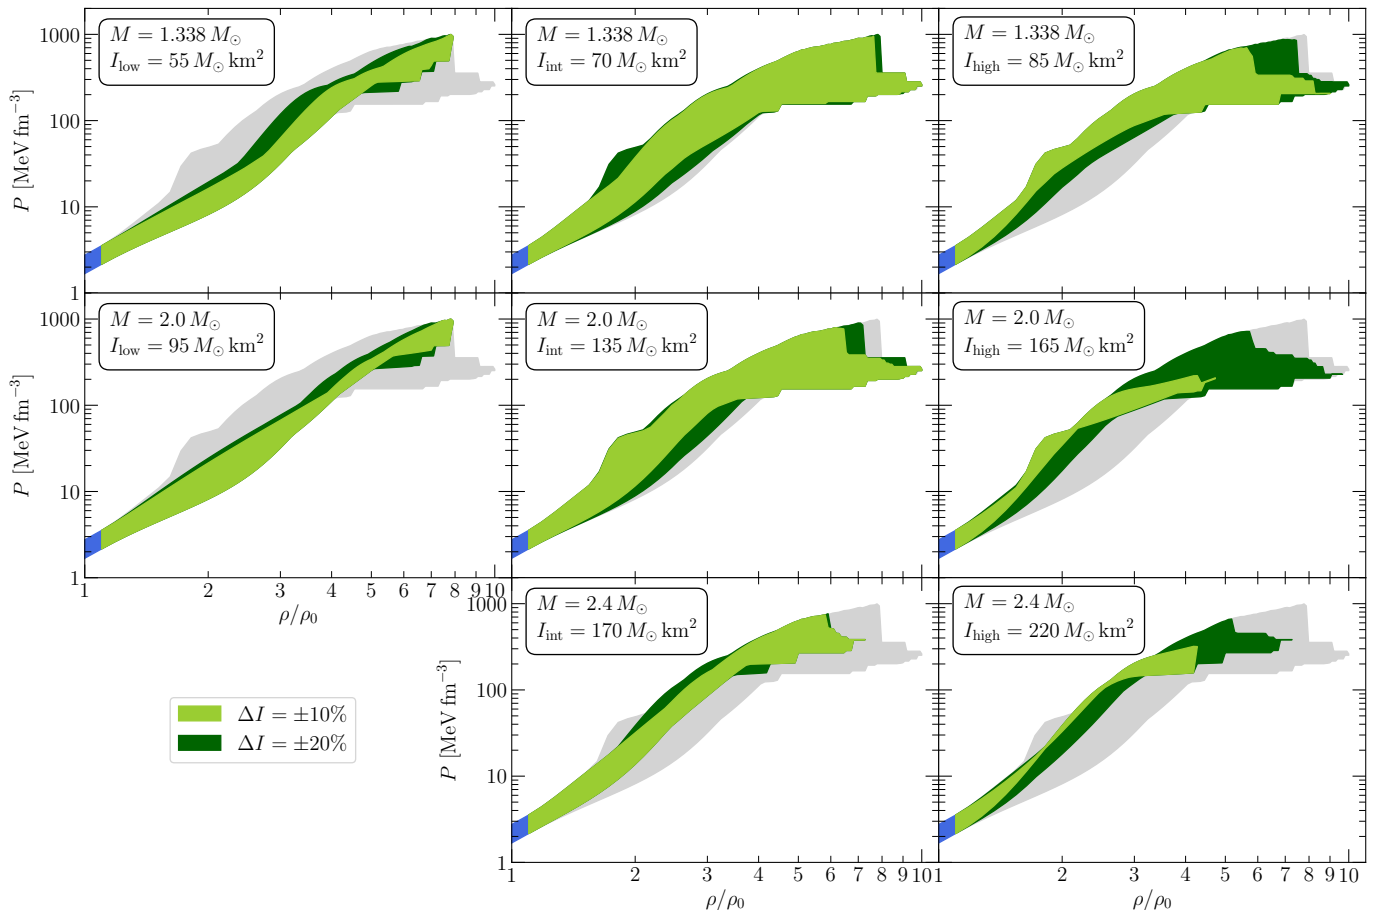 M = 1.338 M⊙
I_low = 55 M⊙ km²
M = 1.338 M⊙
I_int = 70 M⊙ km²
M = 1.338 M⊙
I_high = 85 M⊙ km²
1000
100
10
1
P [MeV fm⁻³]
M = 2.0 M⊙
I_low = 95 M⊙ km²
M = 2.0 M⊙
I_int = 135 M⊙ km²
M = 2.0 M⊙
I_high = 165 M⊙ km²
1000
100
10
1
P [MeV fm⁻³]
1 2 3 4 5 6 7 8 9 10
ρ/ρ₀
M = 2.4 M⊙
I_int = 170 M⊙ km²
M = 2.4 M⊙
I_high = 220 M⊙ km²
1000
100
10
1
P [MeV fm⁻³]
ΔI = ±10%
ΔI = ±20%
1 2 3 4 5 6 7 8 9 10
1 2 3 4 5 6 7 8 9 10
ρ/ρ₀
ρ/ρ₀